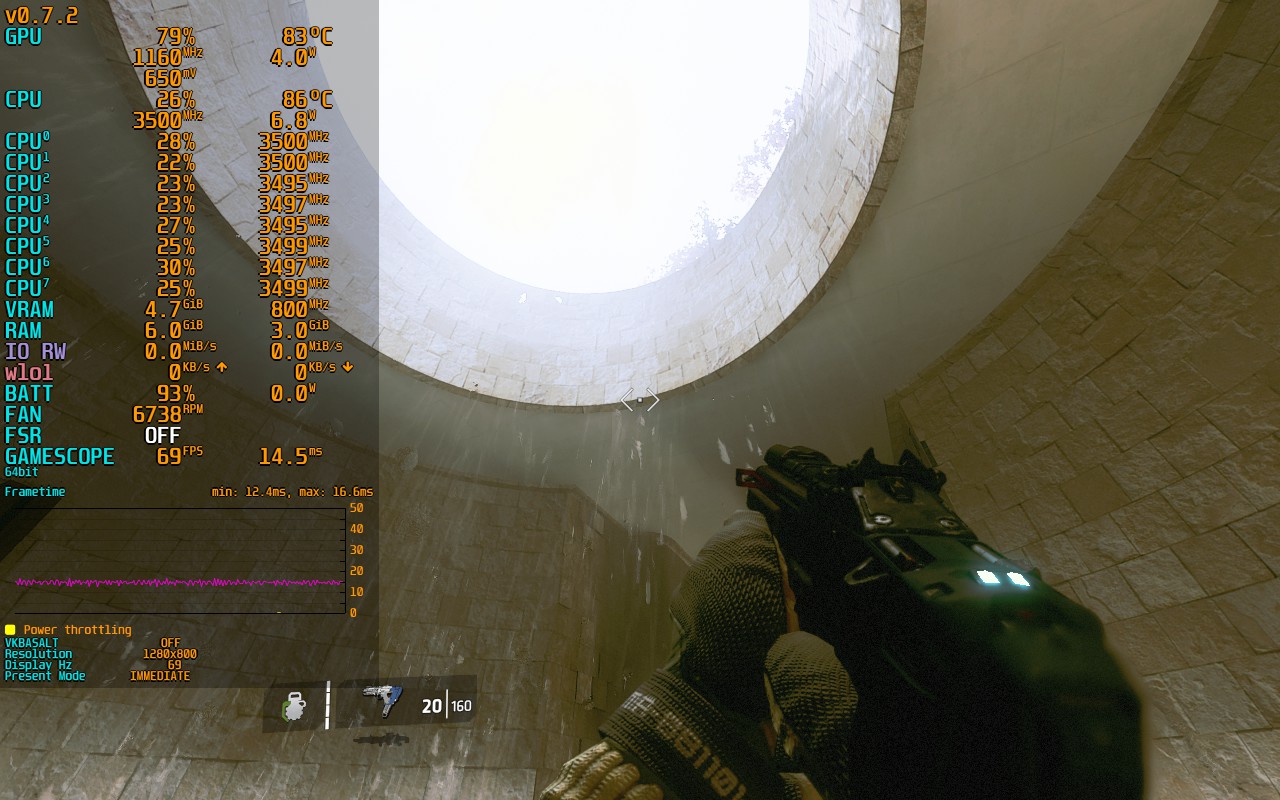 v0.7.2
GPU 79% 83°C
1160MHz 4.0W
650mV
CPU 26% 86°C
3500MHz 6.8W
CPU0 28% 3500MHz
CPU1 22% 3500MHz
CPU2 23% 3495MHz
CPU3 23% 3497MHz
CPU4 27% 3495MHz
CPU5 25% 3499MHz
CPU6 30% 3497MHz
CPU7 25% 3499MHz
VRAM 4.7GiB 800MHz
RAM 6.0GiB 3.0GiB
IO RW 0.0MiB/s 0.0MiB/s
wlo1 0KB/s ↑ 0KB/s ↓
BATT 93% 0.0W
FAN 6738RPM
FSR OFF
GAMESCOPE 69FPS 14.5ms
64bit
Frametime min: 12.4ms, max: 16.6ms
50
40
30
20
10
0
Power throttling
VKBASALT OFF
Resolution 1280x800
Display Hz 69
Present Mode IMMEDIATE
20|160